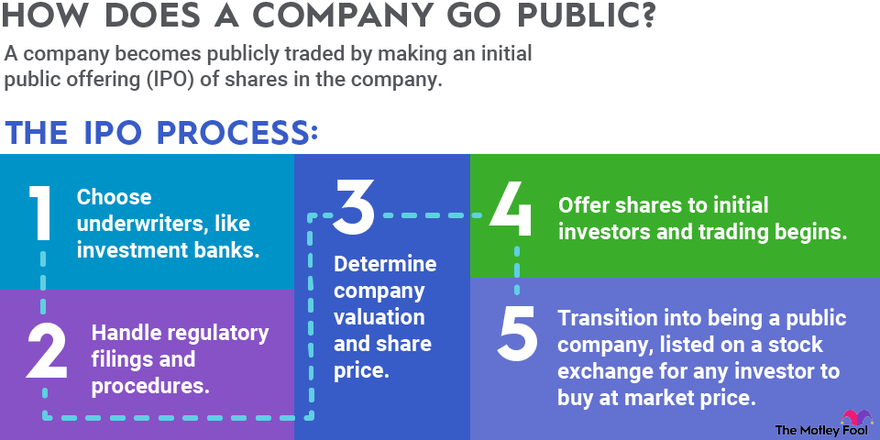 HOW DOES A COMPANY GO PUBLIC?
A company becomes publicly traded by making an initial
public offering (IPO) of shares in the company.
THE IPO PROCESS:
1
Choose
underwriters, like
investment banks.
2
Handle regulatory
filings and
procedures.
3
Determine
company
valuation
and share
price.
4
Offer shares to initial
investors and trading begins.
5
Transition into being a public
company, listed on a stock
exchange for any investor to
buy at market price.
The Motley Fool